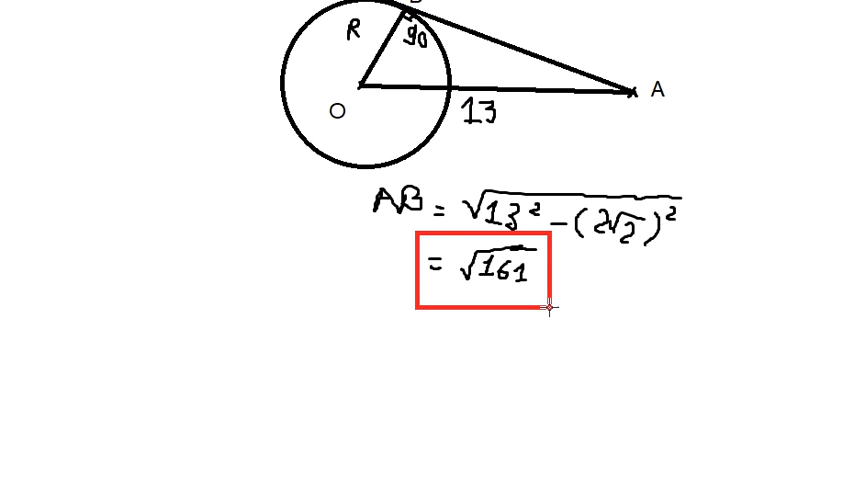 R
90
A
O
13
AB = √13² - (2√2)²
= √161